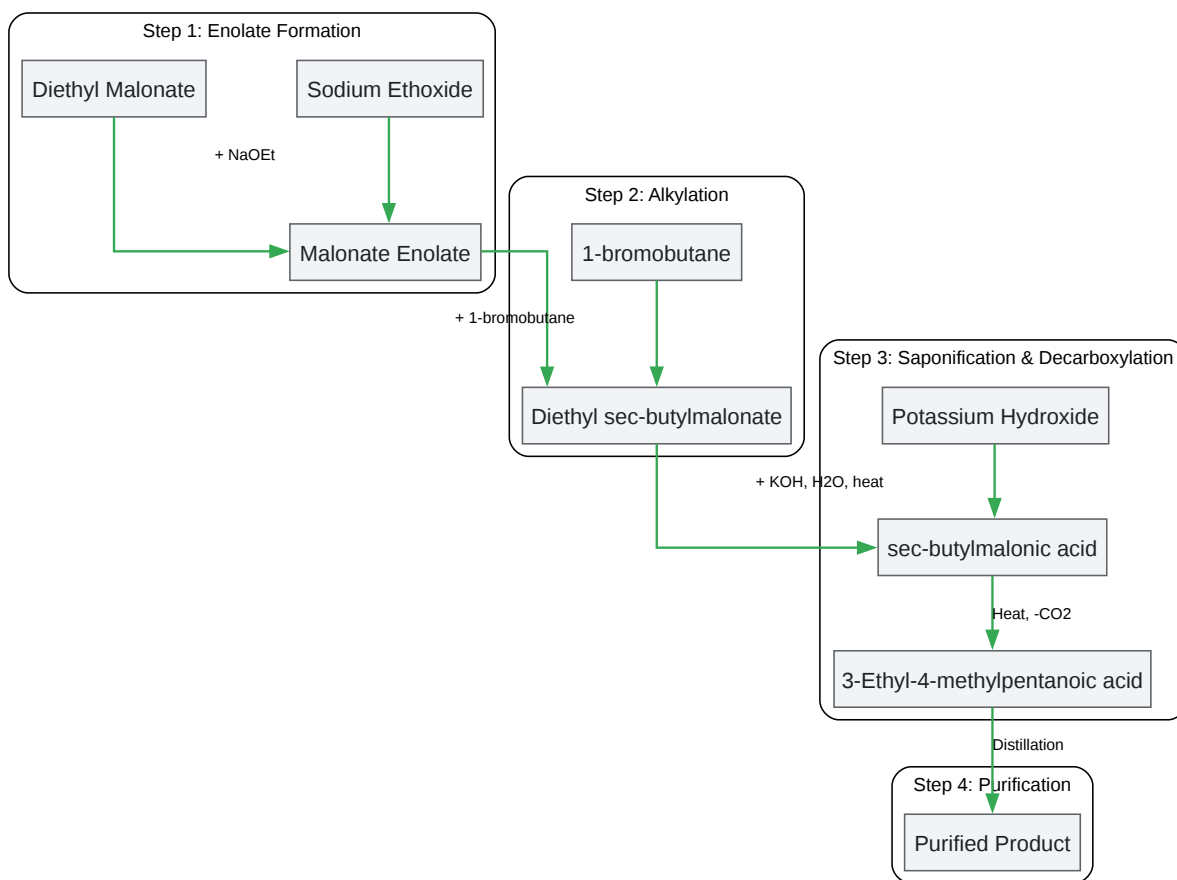 Step 1: Enolate Formation
Diethyl Malonate
Sodium Ethoxide
+ NaOEt
Malonate Enolate
Step 2: Alkylation
1-bromobutane
+ 1-bromobutane
Diethyl sec-butylmalonate
Step 3: Saponification & Decarboxylation
Potassium Hydroxide
+ KOH, H2O, heat
sec-butylmalonic acid
Heat, -CO2
3-Ethyl-4-methylpentanoic acid
Distillation
Step 4: Purification
Purified Product